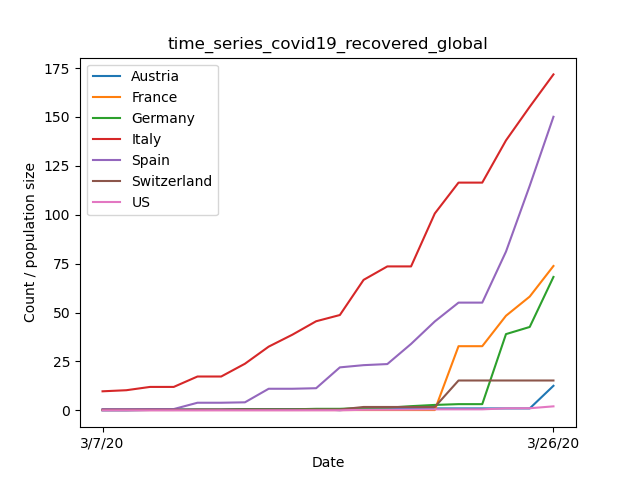 time_series_covid19_recovered_global
175
150
125
100
75
50
25
0
Count / population size
Austria
France
Germany
Italy
Spain
Switzerland
US
3/7/20
3/26/20
Date